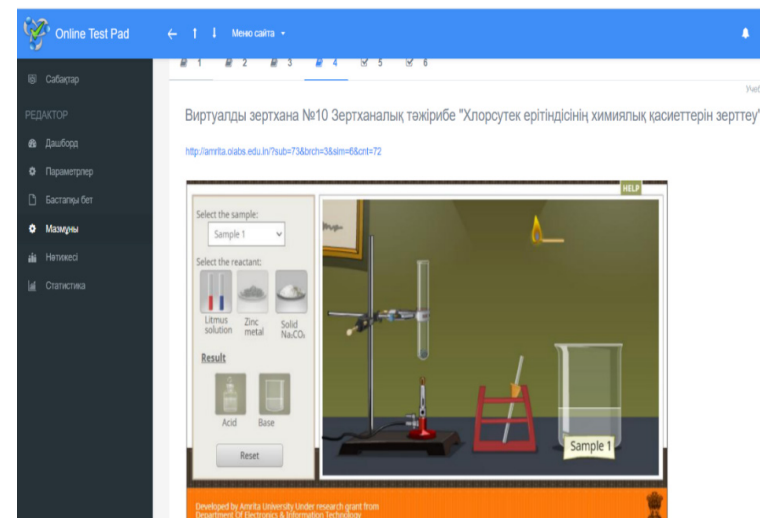 Online Test Pad
Меню сайта
1 2 3 4 5 6
Сабақтар
РЕДАКТОР
Дашборд
Параметрлер
Бастапқы бет
Мазмұны
Нәтижесі
Статистика
Виртуалды зертхана №10 Зертханалық тәжірибе "Хлорсутек ерітіндісінің химиялық қасиеттерін зерттеу"
http://amrita.olabs.edu.in/?sub=73&brch=3&sim=6&cnt=72
HELP
Select the sample:
Sample 1
Select the reactant:
Litmus solution
Zinc metal
Solid Na₂CO₃
Result
Acid
Base
Reset
Sample 1
Developed by Amrita University Under research grant from
Department Of Electronics & Information Technology